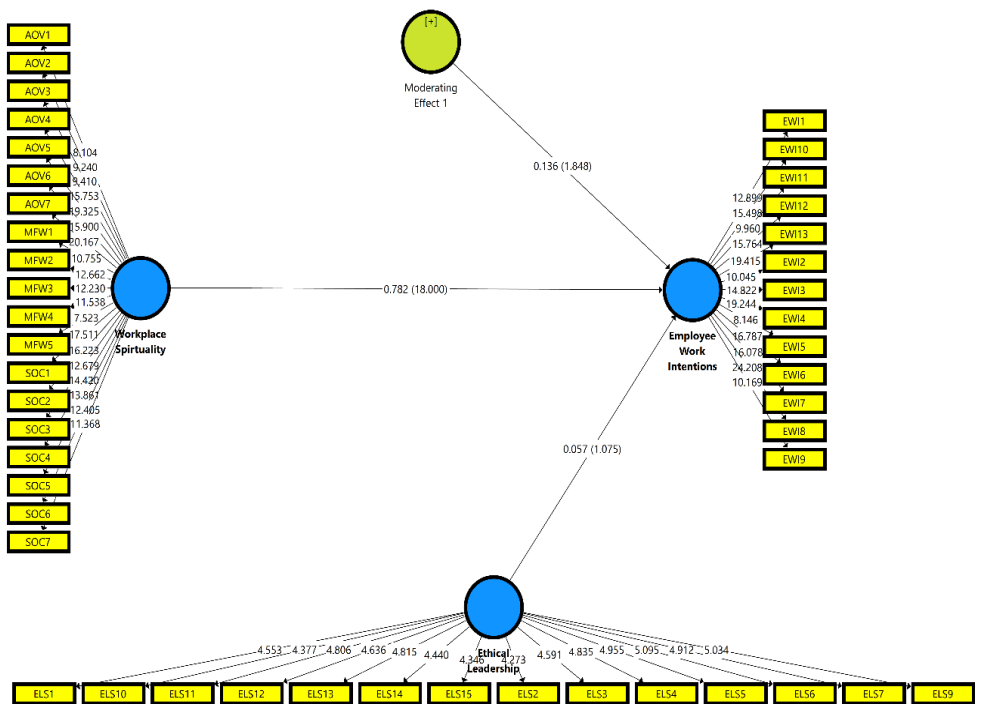 [+]
Moderating
Effect 1
AOV1
AOV2
AOV3
AOV4
AOV5
AOV6
AOV7
MFW1
MFW2
MFW3
MFW4
MFW5
SOC1
SOC2
SOC3
SOC4
SOC5
SOC6
SOC7
8.104
9.240
9.410
15.753
19.325
15.900
20.167
10.755
12.662
12.230
11.538
7.523
17.511
16.223
12.679
14.420
13.861
12.405
11.368
Workplace
Spirtuality
0.136 (1.848)
0.782 (18.000)
0.057 (1.075)
Employee
Work
Intentions
12.899
15.498
9.960
15.764
19.415
10.045
14.822
19.244
8.146
16.787
16.078
24.208
10.169
EWI1
EWI10
EWI11
EWI12
EWI13
EWI2
EWI3
EWI4
EWI5
EWI6
EWI7
EWI8
EWI9
Ethical
Leadership
4.553 4.377 4.806 4.636 4.815 4.440 4.346 4.273 4.591 4.835 4.955 5.095 4.912 5.034
ELS1 ELS10 ELS11 ELS12 ELS13 ELS14 ELS15 ELS2 ELS3 ELS4 ELS5 ELS6 ELS7 ELS9